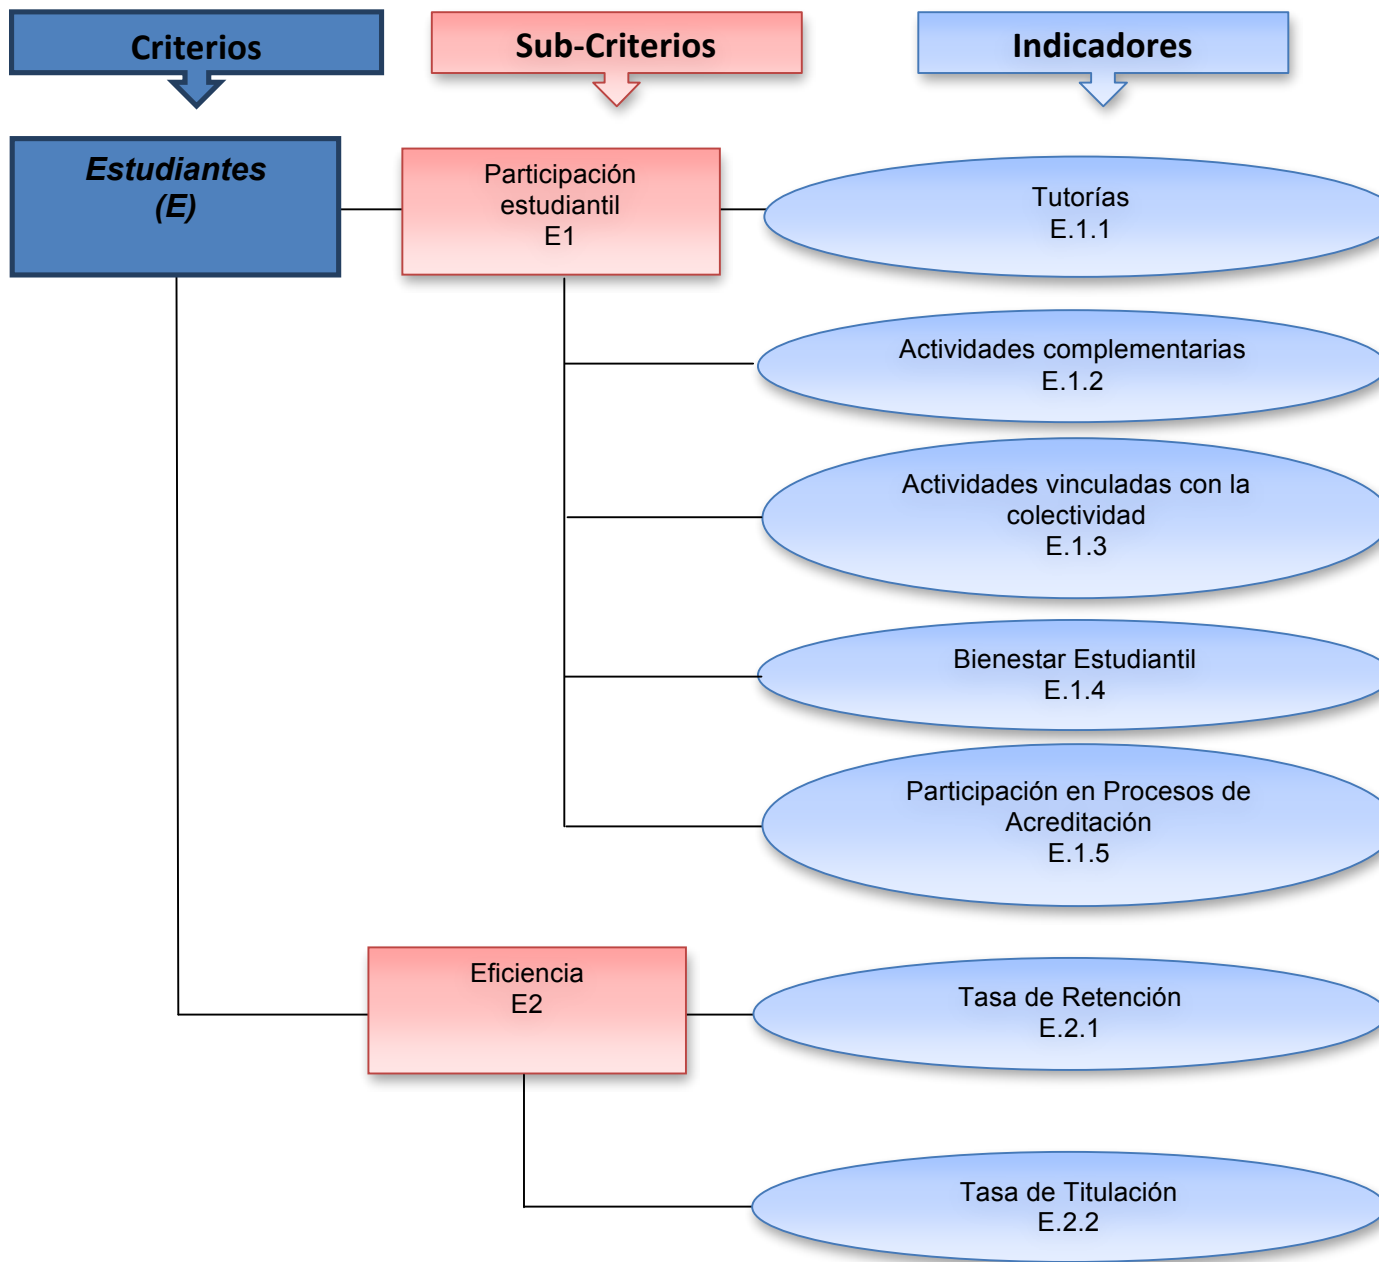 Criterios
Sub-Criterios
Indicadores
Estudiantes
(E)
Participación
estudiantil
E1
Tutorías
E.1.1
Actividades complementarias
E.1.2
Actividades vinculadas con la
colectividad
E.1.3
Bienestar Estudiantil
E.1.4
Participación en Procesos de
Acreditación
E.1.5
Eficiencia
E2
Tasa de Retención
E.2.1
Tasa de Titulación
E.2.2